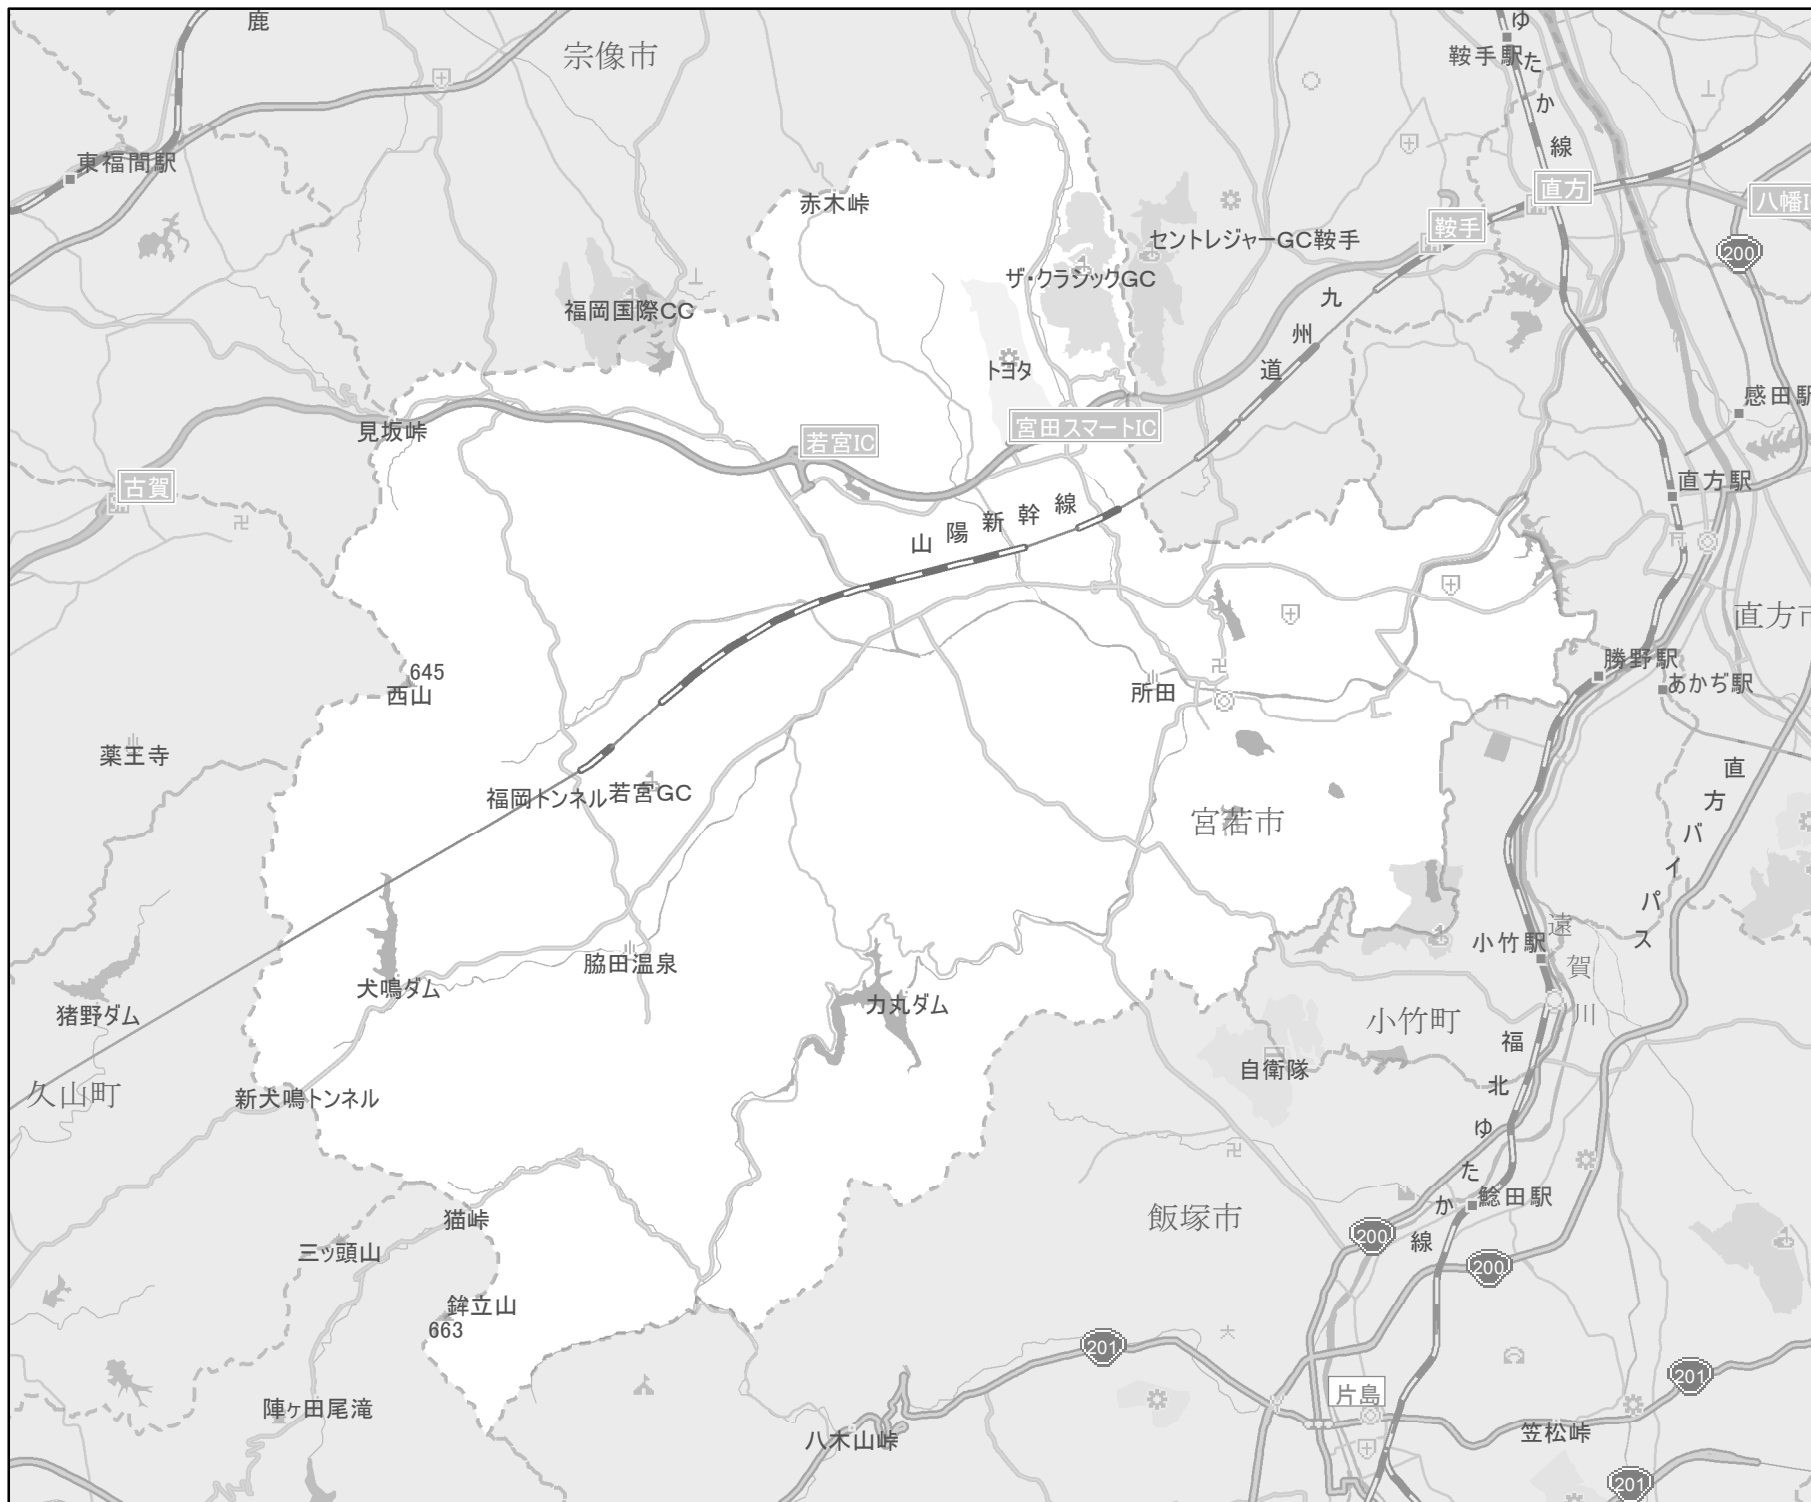 鹿
宗像市
鞍手駅
ゆたか線
東福間駅
赤木峠
直方
八幡I
鞍手
セントレジャーGC鞍手
200
ザ・クラシックGC
福岡国際CC
九州道
トヨタ
感田駅
見坂峠
若宮IC
宮田スマートIC
古賀
直方駅
山陽新幹線
直方市
645
西山
所田
勝野駅
あかぢ駅
薬王寺
福岡トンネル
若宮GC
宮若市
直方バイパス
脇田温泉
犬鳴ダム
力丸ダム
猪野ダム
小竹駅
遠賀川
小竹町
自衛隊
久山町
新犬鳴トンネル
福北ゆたか線
猫峠
三ッ頭山
飯塚市
鯰田駅
200
200
鉾立山
663
201
201
片島
陣ヶ田尾滝
八木山峠
笠松峠
201